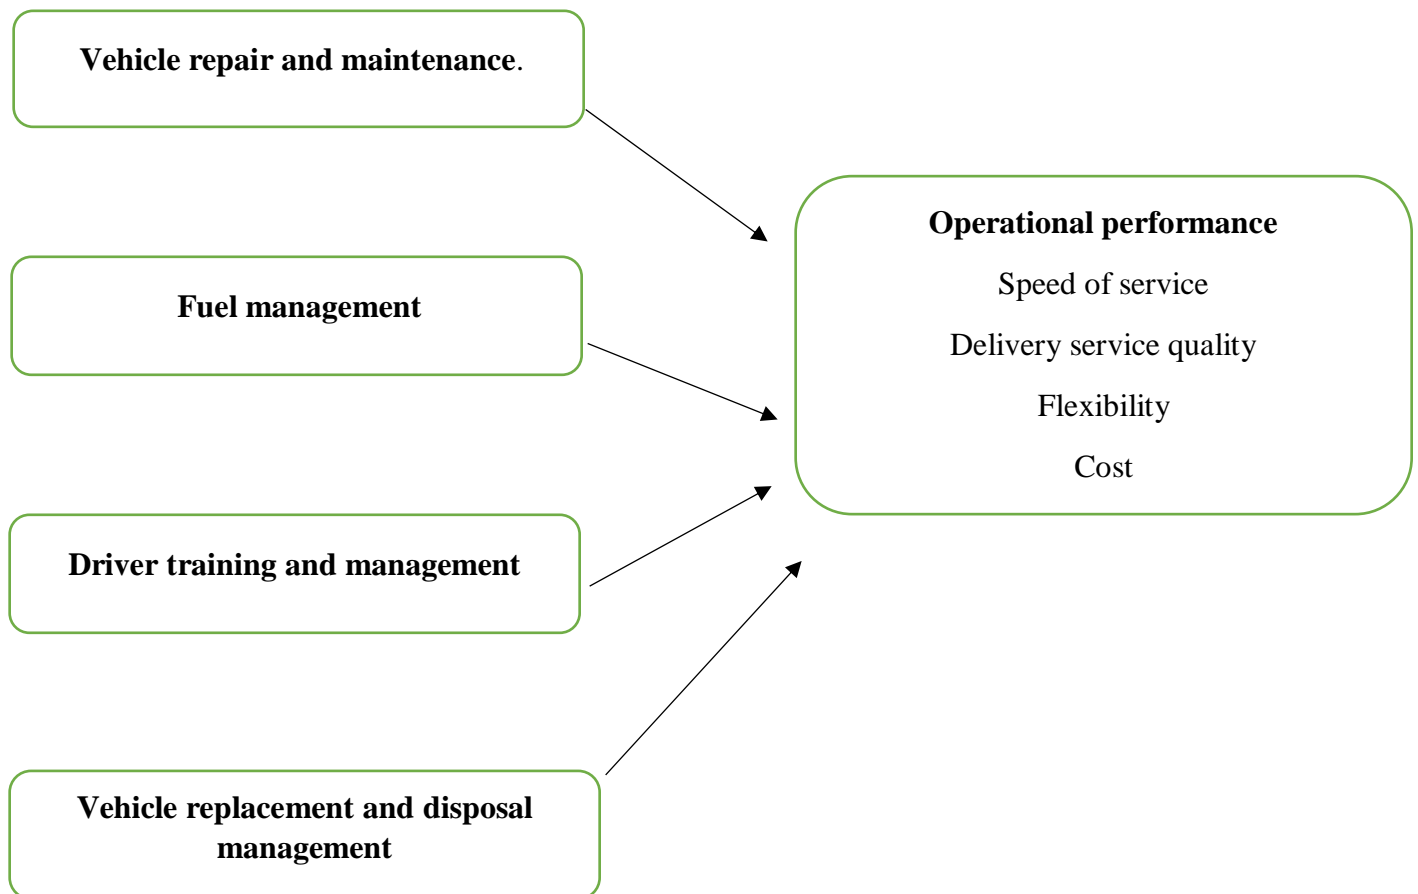 Vehicle repair and maintenance.
Fuel management
Driver training and management
Vehicle replacement and disposal
management
Operational performance
Speed of service
Delivery service quality
Flexibility
Cost